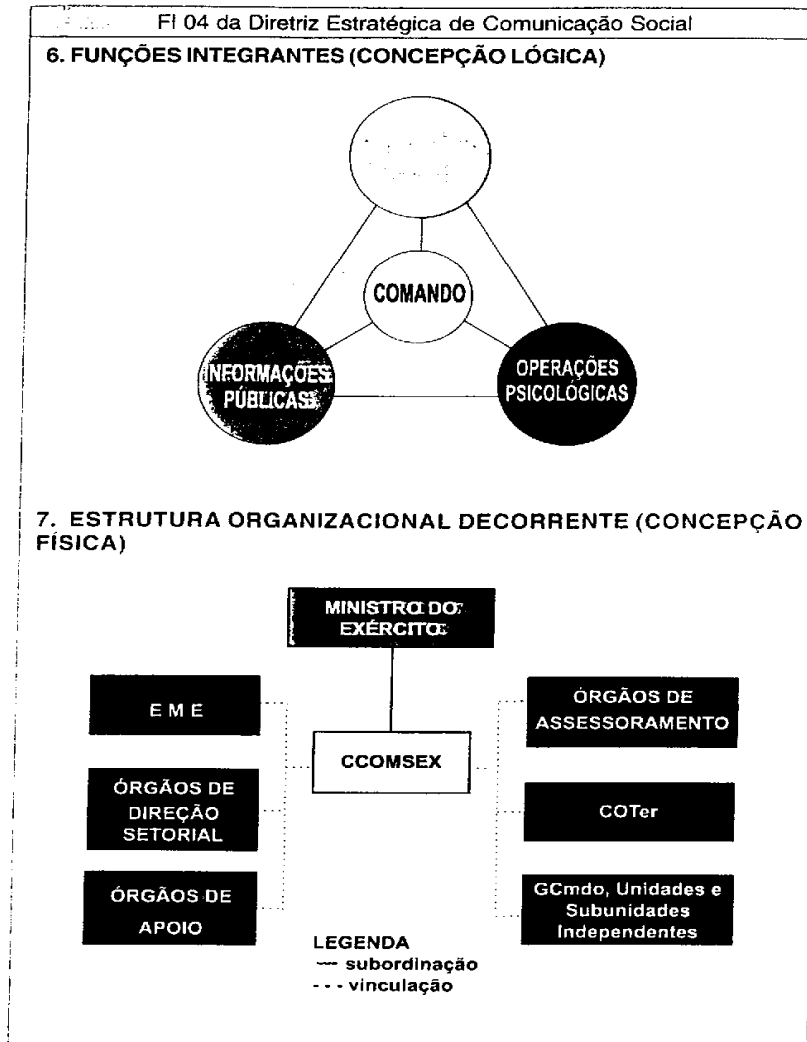 Fl 04 da Diretriz Estratégica de Comunicação Social
6. FUNÇÕES INTEGRANTES (CONCEPÇÃO LÓGICA)
COMANDO
INFORMAÇÕES
PÚBLICAS
OPERAÇÕES
PSICOLÓGICAS
7. ESTRUTURA ORGANIZACIONAL DECORRENTE (CONCEPÇÃO
FÍSICA)
MINISTRO DO
EXÉRCITO
E M E
CCOMSEX
ÓRGÃOS DE
ASSESSORAMENTO
ÓRGÃOS DE
DIREÇÃO
SETORIAL
COTer
ÓRGÃOS DE
APOIO
GCmdo, Unidades e
Subunidades
Independentes
LEGENDA
— subordinação
- - - vinculação